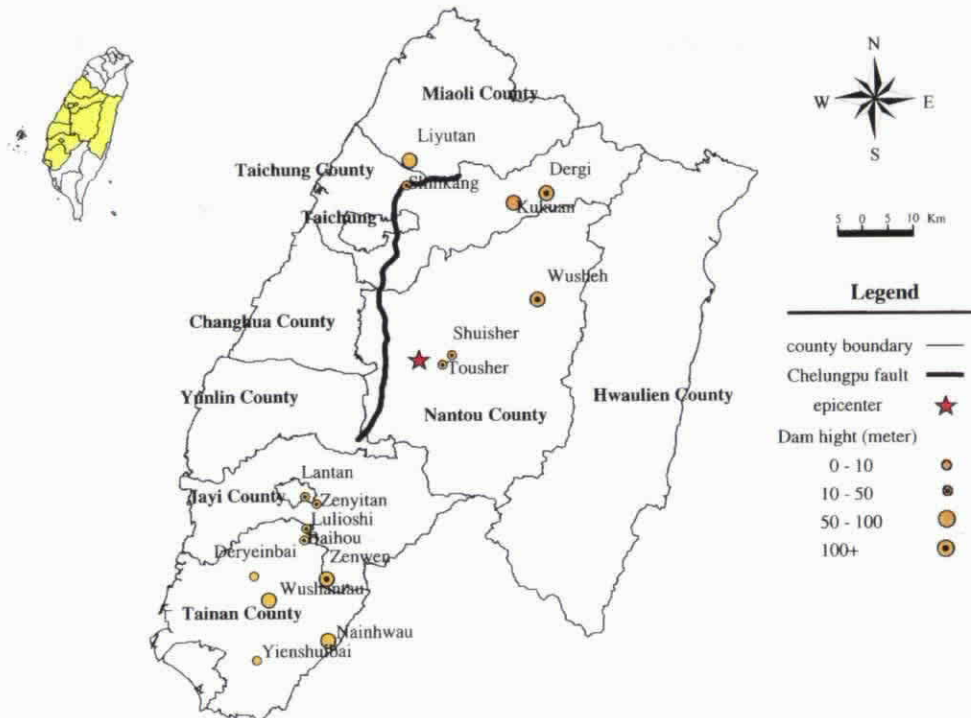 N
W E
S
Miaoli County
Liyutan
Taichung County
Shihkang
Dergi
Kukuan
Taichung
5 0 5 10 Km
Wusheh
Legend
Changhua County
Shuisher
Tousher
county boundary
Chelungpu fault
Yunlin County
Nantou County
Hwaulien County
epicenter
Dam hight (meter)
0 - 10
10 - 50
50 - 100
100+
Lantan
Jayi County
Zenyitan
Lulioshi
Baihou
Deryeinbai
Zenwen
Wushantau
Tainan County
Nainhwau
Yienshuibai